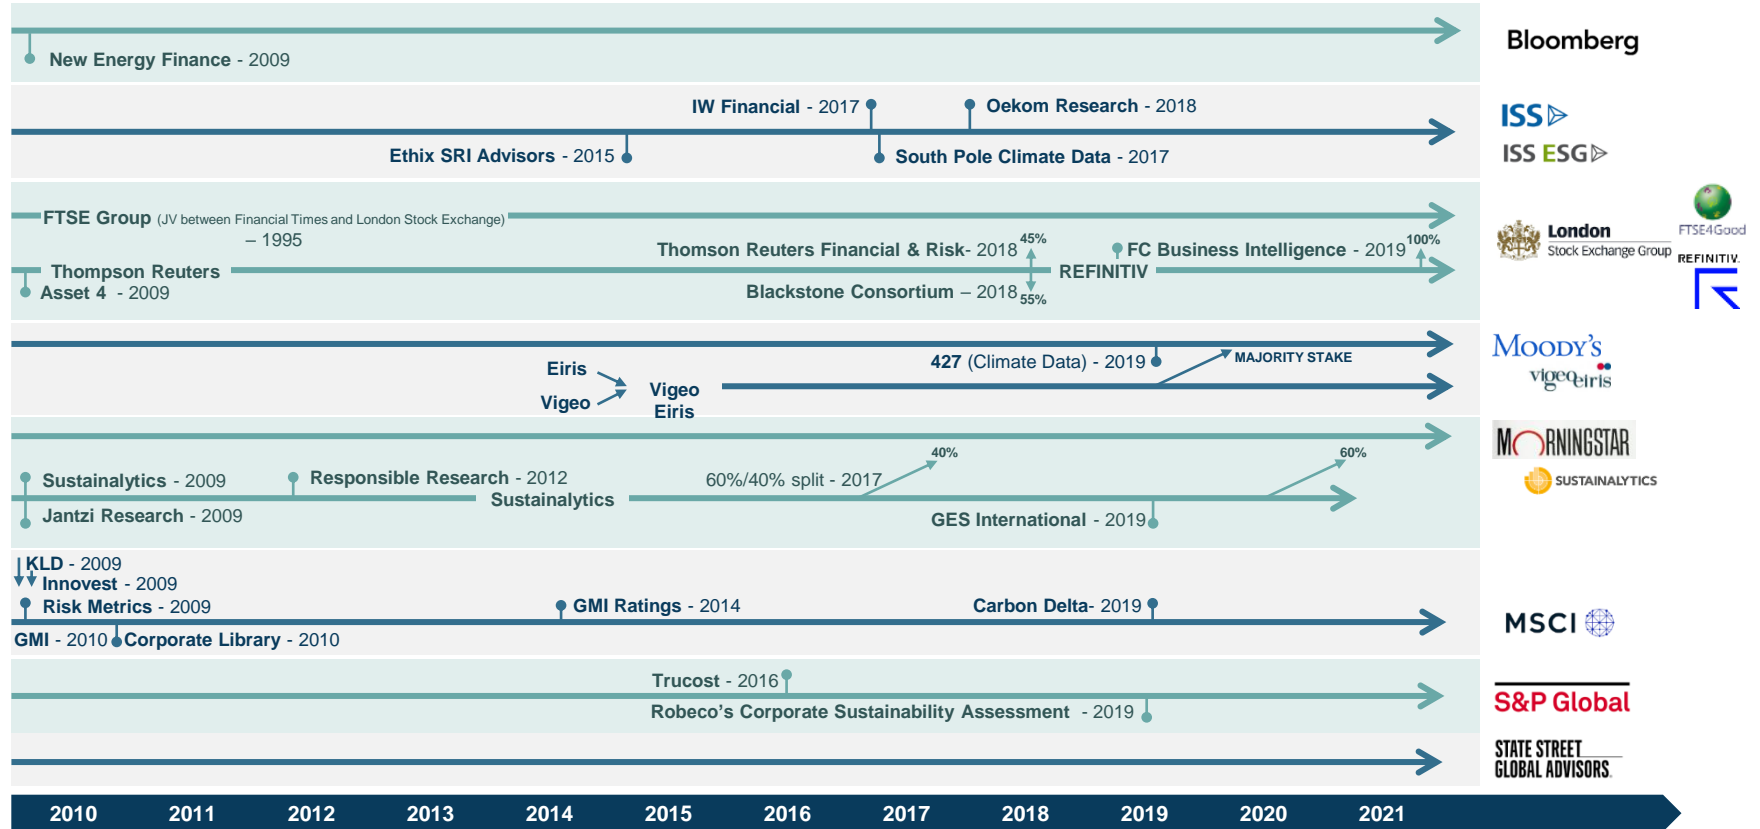 New Energy Finance - 2009
Bloomberg
IW Financial - 2017
Oekom Research - 2018
Ethix SRI Advisors - 2015
South Pole Climate Data - 2017
ISS
ISS ESG
FTSE Group (JV between Financial Times and London Stock Exchange)
– 1995
Thomson Reuters Financial & Risk- 2018
45%
FC Business Intelligence - 2019
100%
Thompson Reuters
REFINITIV
Asset 4 - 2009
Blackstone Consortium – 2018
55%
London
Stock Exchange Group
FTSE4Good
REFINITIV
427 (Climate Data) - 2019
MAJORITY STAKE
Eiris
Vigeo
Vigeo
Eiris
MOODY'S
vigeoeiris
40%
60%
Sustainalytics - 2009
Responsible Research - 2012
60%/40% split - 2017
Sustainalytics
Jantzi Research - 2009
GES International - 2019
MORNINGSTAR
SUSTAINALYTICS
KLD - 2009
Innovest - 2009
Risk Metrics - 2009
GMI Ratings - 2014
Carbon Delta- 2019
GMI - 2010
Corporate Library - 2010
MSCI
Trucost - 2016
Robeco's Corporate Sustainability Assessment - 2019
S&P Global
STATE STREET
GLOBAL ADVISORS.
2010 2011 2012 2013 2014 2015 2016 2017 2018 2019 2020 2021